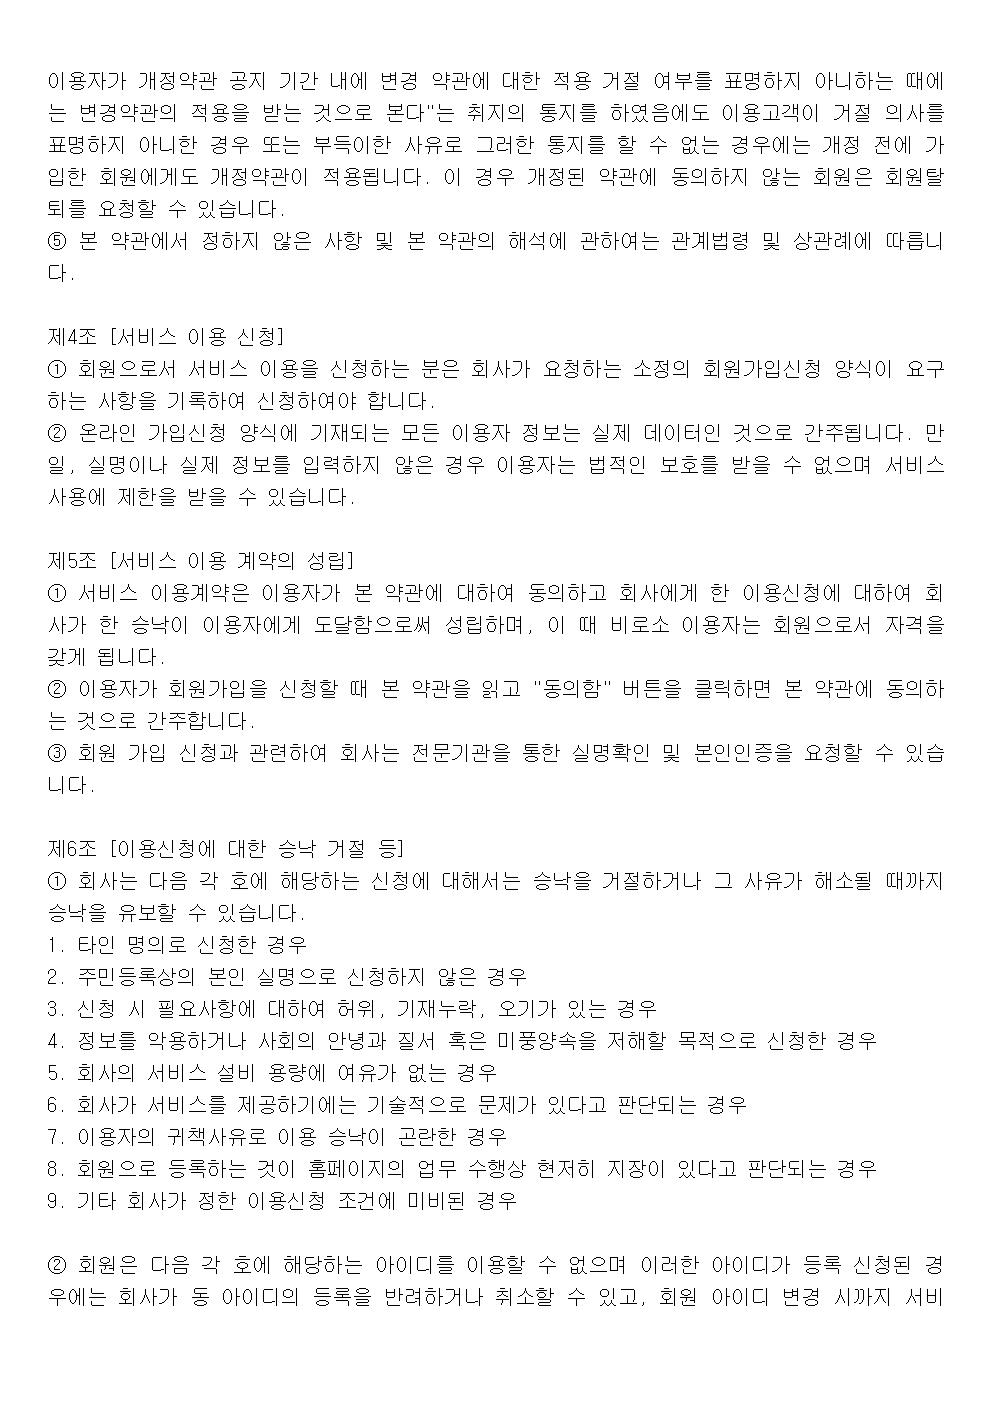 이용자가 개정약관 공지 기간 내에 변경 약관에 대한 적용 거절 여부를 표명하지 아니하는 때에
는 변경약관의 적용을 받는 것으로 본다"는 취지의 통지를 하였음에도 이용고객이 거절 의사를
표명하지 아니한 경우 또는 부득이한 사유로 그러한 통지를 할 수 없는 경우에는 개정 전에 가
입한 회원에게도 개정약관이 적용됩니다. 이 경우 개정된 약관에 동의하지 않는 회원은 회원탈
퇴를 요청할 수 있습니다.
⑤ 본 약관에서 정하지 않은 사항 및 본 약관의 해석에 관하여는 관계법령 및 상관례에 따릅니
다.
제4조 [서비스 이용 신청]
① 회원으로서 서비스 이용을 신청하는 분은 회사가 요청하는 소정의 회원가입신청 양식이 요구
하는 사항을 기록하여 신청하여야 합니다.
② 온라인 가입신청 양식에 기재되는 모든 이용자 정보는 실제 데이터인 것으로 간주됩니다. 만
일, 실명이나 실제 정보를 입력하지 않은 경우 이용자는 법적인 보호를 받을 수 없으며 서비스
사용에 제한을 받을 수 있습니다.
제5조 [서비스 이용 계약의 성립]
① 서비스 이용계약은 이용자가 본 약관에 대하여 동의하고 회사에게 한 이용신청에 대하여 회
사가 한 승낙이 이용자에게 도달함으로써 성립하며, 이 때 비로소 이용자는 회원으로서 자격을
갖게 됩니다.
② 이용자가 회원가입을 신청할 때 본 약관을 읽고 "동의함" 버튼을 클릭하면 본 약관에 동의하
는 것으로 간주합니다.
③ 회원 가입 신청과 관련하여 회사는 전문기관을 통한 실명확인 및 본인인증을 요청할 수 있습
니다.
제6조 [이용신청에 대한 승낙 거절 등]
① 회사는 다음 각 호에 해당하는 신청에 대해서는 승낙을 거절하거나 그 사유가 해소될 때까지
승낙을 유보할 수 있습니다.
1. 타인 명의로 신청한 경우
2. 주민등록상의 본인 실명으로 신청하지 않은 경우
3. 신청 시 필요사항에 대하여 허위, 기재누락, 오기가 있는 경우
4. 정보를 악용하거나 사회의 안녕과 질서 혹은 미풍양속을 저해할 목적으로 신청한 경우
5. 회사의 서비스 설비 용량에 여유가 없는 경우
6. 회사가 서비스를 제공하기에는 기술적으로 문제가 있다고 판단되는 경우
7. 이용자의 귀책사유로 이용 승낙이 곤란한 경우
8. 회원으로 등록하는 것이 홈페이지의 업무 수행상 현저히 지장이 있다고 판단되는 경우
9. 기타 회사가 정한 이용신청 조건에 미비된 경우
② 회원은 다음 각 호에 해당하는 아이디를 이용할 수 없으며 이러한 아이디가 등록 신청된 경
우에는 회사가 동 아이디의 등록을 반려하거나 취소할 수 있고, 회원 아이디 변경 시까지 서비